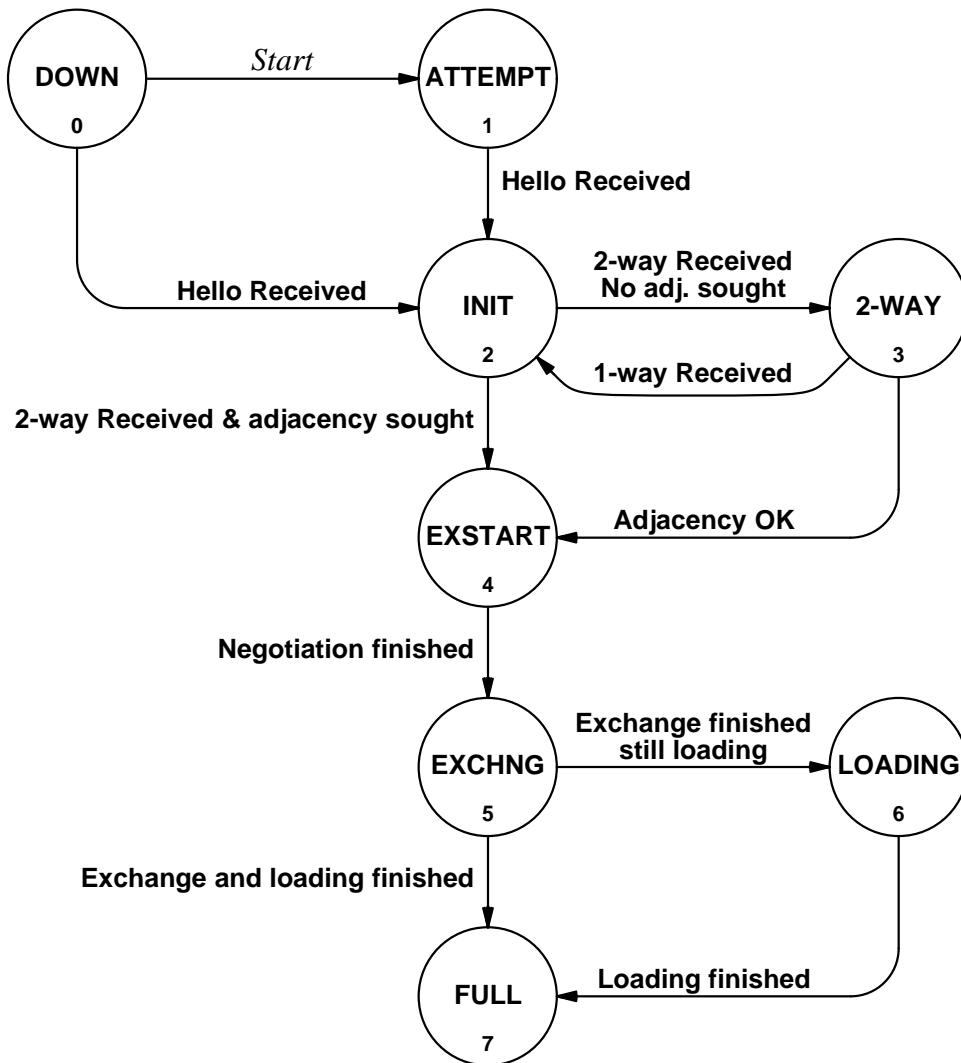 Start
DOWN
0
ATTEMPT
1
Hello Received
Hello Received
INIT
2
2-way Received
No adj. sought
2-WAY
3
1-way Received
2-way Received & adjacency sought
Adjacency OK
EXSTART
4
Negotiation finished
Exchange finished
still loading
EXCHNG
5
LOADING
6
Exchange and loading finished
Loading finished
FULL
7